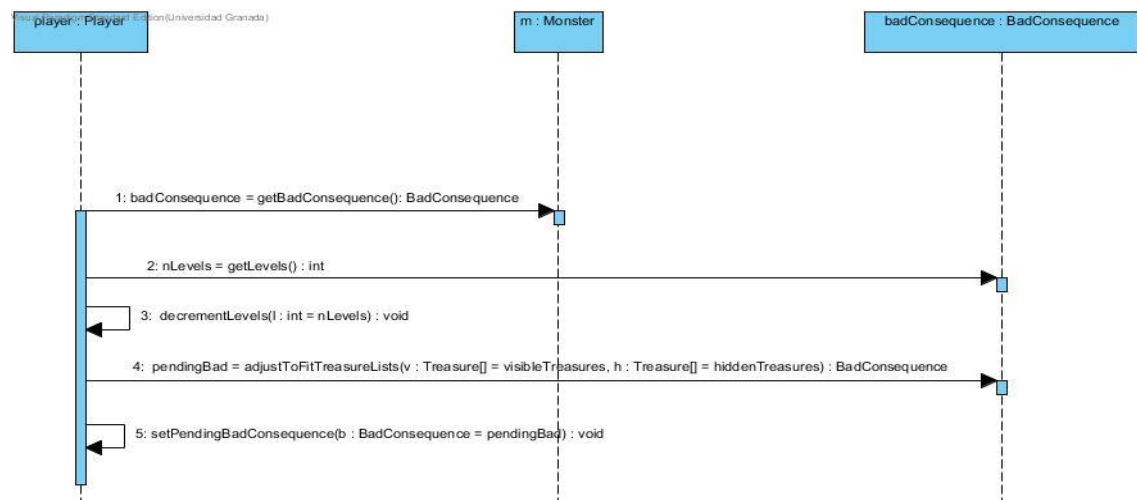 player : Player
m : Monster
badConsequence : BadConsequence
1: badConsequence = getBadConsequence(): BadConsequence
2: nLevels = getLevels() : int
3: decrementLevels(l : int = nLevels) : void
4: pendingBad = adjustToFitTreasureLists(v : Treasure[] = visibleTreasures, h : Treasure[] = hiddenTreasures) : BadConsequence
5: setPendingBadConsequence(b : BadConsequence = pendingBad) : void
Edition(Universidad Granada)